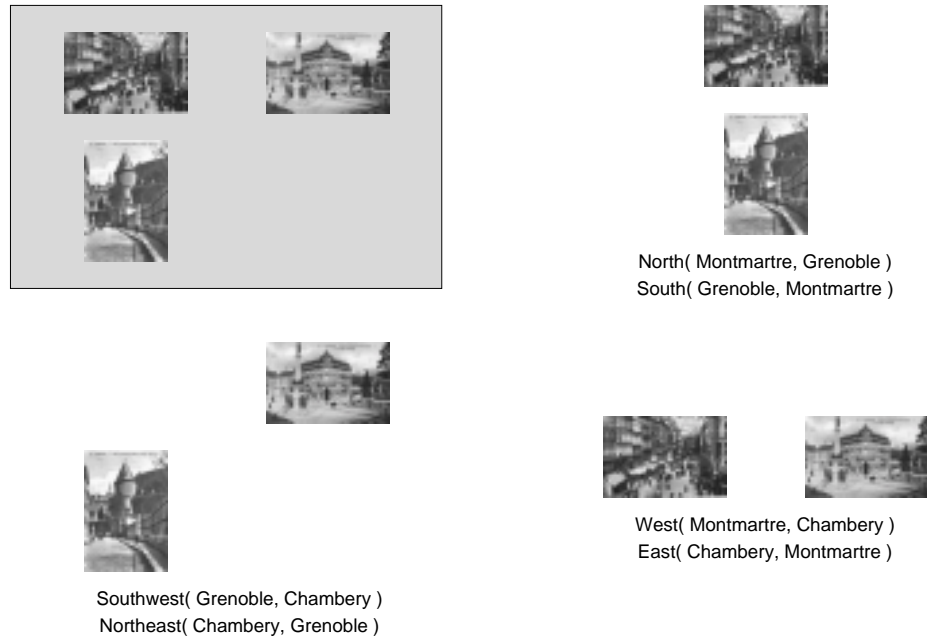 North( Montmartre, Grenoble )
South( Grenoble, Montmartre )
West( Montmartre, Chambery )
East( Chambery, Montmartre )
Southwest( Grenoble, Chambery )
Northeast( Chambery, Grenoble )